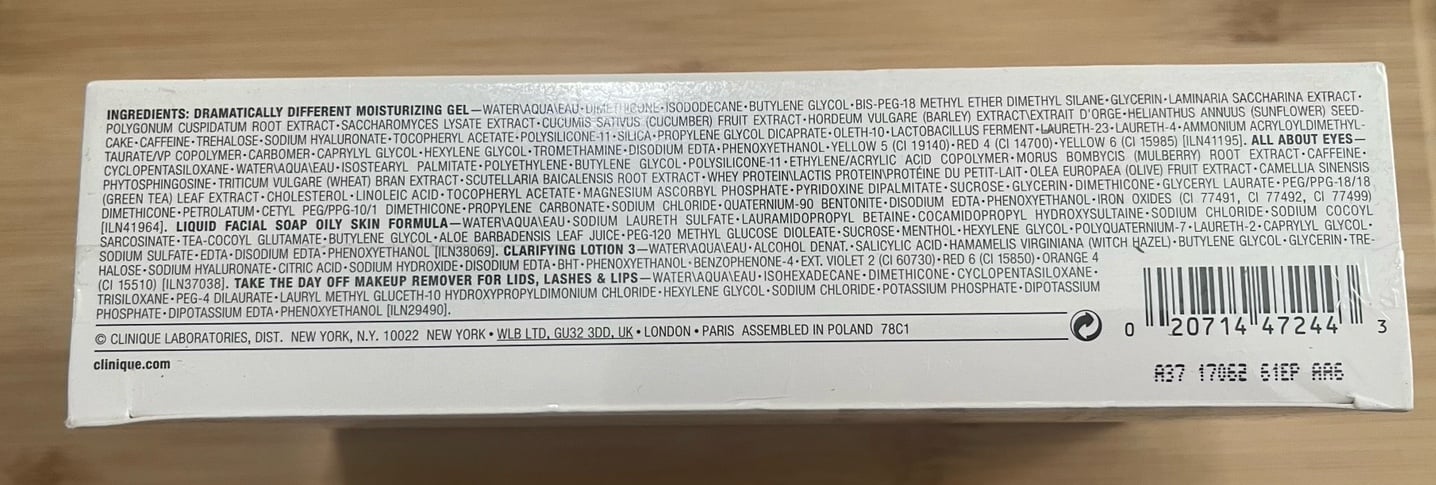 INGREDIENTS: DRAMATICALLY DIFFERENT MOISTURIZING GEL—WATER\AQUA\EAU•DIMETHICONE•ISODODECANE•BUTYLENE GLYCOL•BIS-PEG-18 METHYL ETHER DIMETHYL SILANE•GLYCERIN•LAMINARIA SACCHARINA EXTRACT•
POLYGONUM CUSPIDATUM ROOT EXTRACT•SACCHAROMYCES LYSATE EXTRACT•CUCUMIS SATIVUS (CUCUMBER) FRUIT EXTRACT•HORDEUM VULGARE (BARLEY) EXTRACT\EXTRAIT D'ORGE•HELIANTHUS ANNUUS (SUNFLOWER) SEED-
CAKE•CAFFEINE•TREHALOSE•SODIUM HYALURONATE•TOCOPHERYL ACETATE•POLYSILICONE-11•SILICA•PROPYLENE GLYCOL DICAPRATE•OLETH-10•LACTOBACILLUS FERMENT•LAURETH-23•LAURETH-4•AMMONIUM ACRYLOYLDIMETHYL-
TAURATE/VP COPOLYMER•CARBOMER•CAPRYLYL GLYCOL•HEXYLENE GLYCOL•TROMETHAMINE•DISODIUM EDTA•PHENOXYETHANOL•YELLOW 5 (CI 19140)•RED 4 (CI 14700)•YELLOW 6 (CI 15985) [ILN41195]. ALL ABOUT EYES—
CYCLOPENTASILOXANE•WATER\AQUA\EAU•ISOSTEARYL PALMITATE•POLYETHYLENE•BUTYLENE GLYCOL•POLYSILICONE-11•ETHYLENE/ACRYLIC ACID COPOLYMER•MORUS BOMBYCIS (MULBERRY) ROOT EXTRACT•CAFFEINE•
PHYTOSPHINGOSINE•TRITICUM VULGARE (WHEAT) BRAN EXTRACT•SCUTELLARIA BAICALENSIS ROOT EXTRACT•WHEY PROTEIN\LACTIS PROTEIN\PROTÉINE DU PETIT-LAIT•OLEA EUROPAEA (OLIVE) FRUIT EXTRACT•CAMELLIA SINENSIS
(GREEN TEA) LEAF EXTRACT•CHOLESTEROL•LINOLEIC ACID•TOCOPHERYL ACETATE•MAGNESIUM ASCORBYL PHOSPHATE•PYRIDOXINE DIPALMITATE•SUCROSE•GLYCERIN•DIMETHICONE•GLYCERYL LAURATE•PEG/PPG-18/18
DIMETHICONE•PETROLATUM•CETYL PEG/PPG-10/1 DIMETHICONE•PROPYLENE CARBONATE•SODIUM CHLORIDE•QUATERNIUM-90 BENTONITE•DISODIUM EDTA•PHENOXYETHANOL•IRON OXIDES (CI 77491, CI 77492, CI 77499)
[ILN41964]. LIQUID FACIAL SOAP OILY SKIN FORMULA—WATER\AQUA\EAU•SODIUM LAURETH SULFATE•LAURAMIDOPROPYL BETAINE•COCAMIDOPROPYL HYDROXYSULTAINE•SODIUM CHLORIDE•SODIUM COCOYL
SARCOSINATE•TEA-COCOYL GLUTAMATE•BUTYLENE GLYCOL•ALOE BARBADENSIS LEAF JUICE•PEG-120 METHYL GLUCOSE DIOLEATE•SUCROSE•MENTHOL•HEXYLENE GLYCOL•POLYQUATERNIUM-7•LAURETH-2•CAPRYLYL GLYCOL•
SODIUM SULFATE•EDTA•DISODIUM EDTA•PHENOXYETHANOL [ILN38069]. CLARIFYING LOTION 3—WATER\AQUA\EAU•ALCOHOL DENAT.•SALICYLIC ACID•HAMAMELIS VIRGINIANA (WITCH HAZEL)•BUTYLENE GLYCOL•GLYCERIN•TRE-
HALOSE•SODIUM HYALURONATE•CITRIC ACID•SODIUM HYDROXIDE•DISODIUM EDTA•BHT•PHENOXYETHANOL•BENZOPHENONE-4•EXT. VIOLET 2 (CI 60730)•RED 6 (CI 15850)•ORANGE 4
(CI 15510) [ILN37038]. TAKE THE DAY OFF MAKEUP REMOVER FOR LIDS, LASHES & LIPS—WATER\AQUA\EAU•ISOHEXADECANE•DIMETHICONE•CYCLOPENTASILOXANE•
TRISILOXANE•PEG-4 DILAURATE•LAURYL METHYL GLUCETH-10 HYDROXYPROPYLDIMONIUM CHLORIDE•HEXYLENE GLYCOL•SODIUM CHLORIDE•POTASSIUM PHOSPHATE•DIPOTASSIUM
PHOSPHATE•DIPOTASSIUM EDTA•PHENOXYETHANOL [ILN29490].
© CLINIQUE LABORATORIES, DIST. NEW YORK, N.Y. 10022 NEW YORK • WLB LTD, GU32 3DD, UK • LONDON • PARIS ASSEMBLED IN POLAND 78C1
clinique.com
0 20714 47244 3
A37 17062 61EP AA6